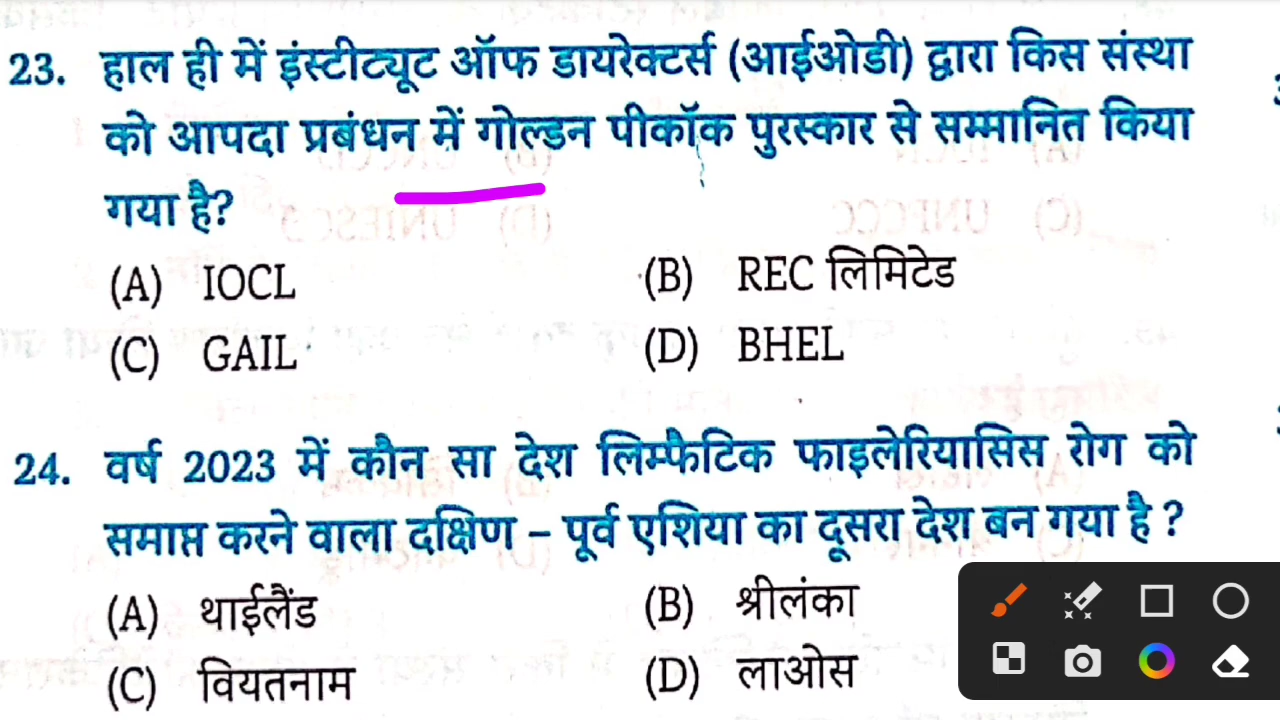 23. हाल ही में इंस्टीट्यूट ऑफ डायरेक्टर्स (आईओडी) द्वारा किस संस्था
को आपदा प्रबंधन में गोल्डन पीकॉक पुरस्कार से सम्मानित किया
गया है?
(A) IOCL (B) REC लिमिटेड
(C) GAIL (D) BHEL
24. वर्ष 2023 में कौन सा देश लिम्फैटिक फाइलेरियासिस रोग को
समाप्त करने वाला दक्षिण – पूर्व एशिया का दूसरा देश बन गया है ?
(A) थाईलैंड (B) श्रीलंका
(C) वियतनाम (D) लाओस